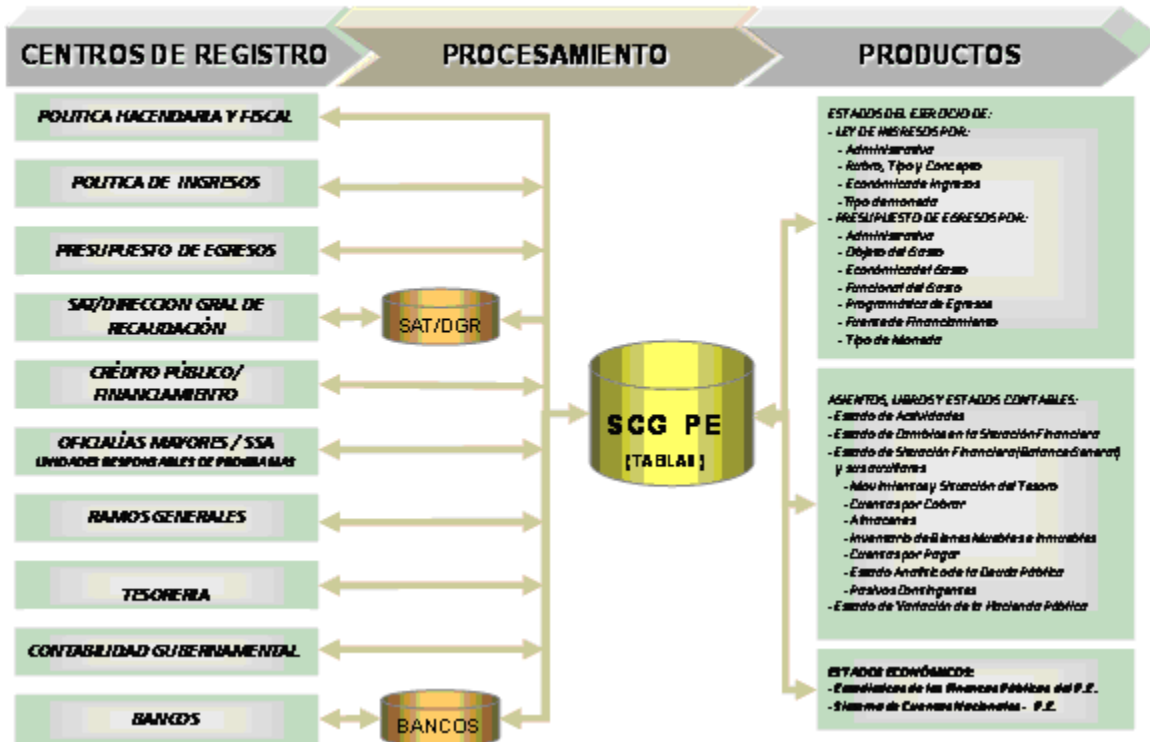 CENTROS DE REGISTRO
PROCESAMIENTO
PRODUCTOS
POLITICA HACENDARIA Y FISCAL
POLITICA DE INGRESOS
PRESUPUESTO DE EGRESOS
SAT/DIRECCION GRAL DE
RECAUDACIÓN
CRÉDITO PÚBLICO/
FINANCIAMIENTO
OFICIALÍAS MAYORES / SSA
UNIDADES RESPONSABLES DE PROGRAMAS
RAMOS GENERALES
TESORERIA
CONTABILIDAD GUBERNAMENTAL
BANCOS
SAT/DGR
BANCOS
SCG PE
(TABLAS)
ESTADOS DEL EJERCICIO DE:
- LEY DE INGRESOS POR:
- Administrativa
- Rubro, Tipo y Concepto
- Económica de Ingresos
- Tipo de moneda
- PRESUPUESTO DE EGRESOS POR:
- Administrativa
- Objeto del Gasto
- Económica del Gasto
- Funcional del Gasto
- Programática de Egresos
- Fuente de Financiamiento
- Tipo de Moneda
ASIENTOS, LIBROS Y ESTADOS CONTABLES:
- Estado de Actividades
- Estado de Cambios en la Situación Financiera
- Estado de Situación Financiera (Balance General)
y sus auxiliares
- Movimientos y Situación del Tesoro
- Cuentas por Cobrar
- Almacenes
- Inventario de Bienes Muebles e Inmuebles
- Cuentas por Pagar
- Estado Analítico de la Deuda Pública
- Pasivos Contingentes
- Estado de Variación de la Hacienda Pública
ESTADOS ECONÓMICOS:
- Estadísticas de las Finanzas Públicas del P.E.
- Sistema de Cuentas Nacionales - P.E.